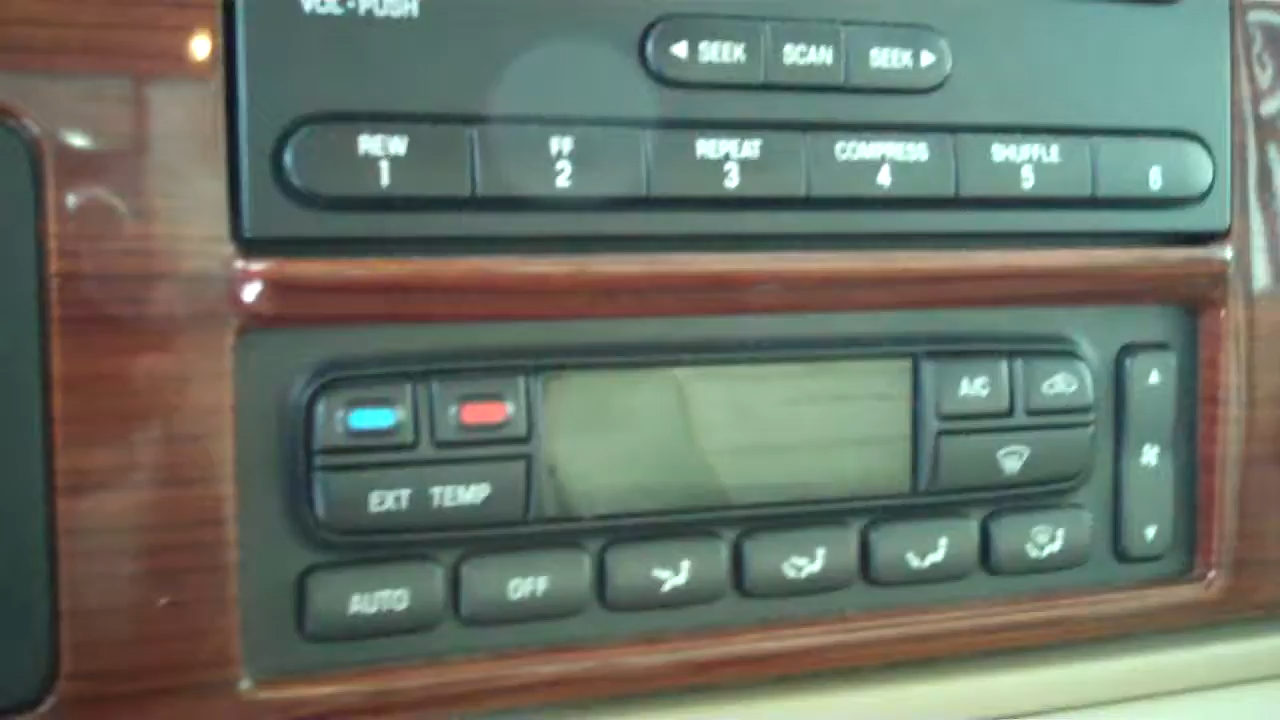 VOL-PUSH
SEEK SCAN SEEK
REW FF REPEAT COMPRESS SHUFFLE
1 2 3 4 5 6
A/C
EXT TEMP
AUTO OFF